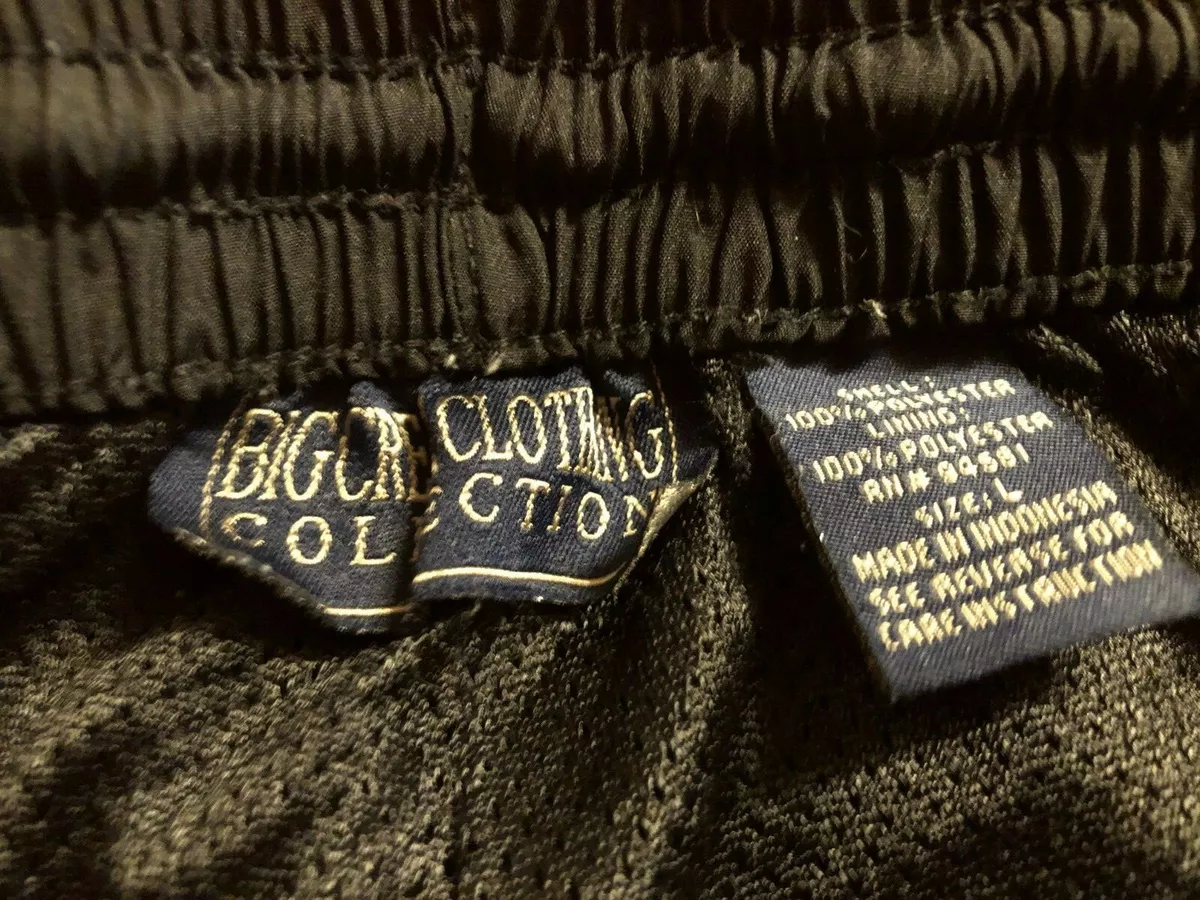 BIG CRE CLOTHING
COL CTION
SHELL:
100% POLYESTER
LINING:
100% POLYESTER
RN# 94981
SIZE: L
MADE IN INDONESIA
SEE REVERSE FOR
CARE INSTRUCTION